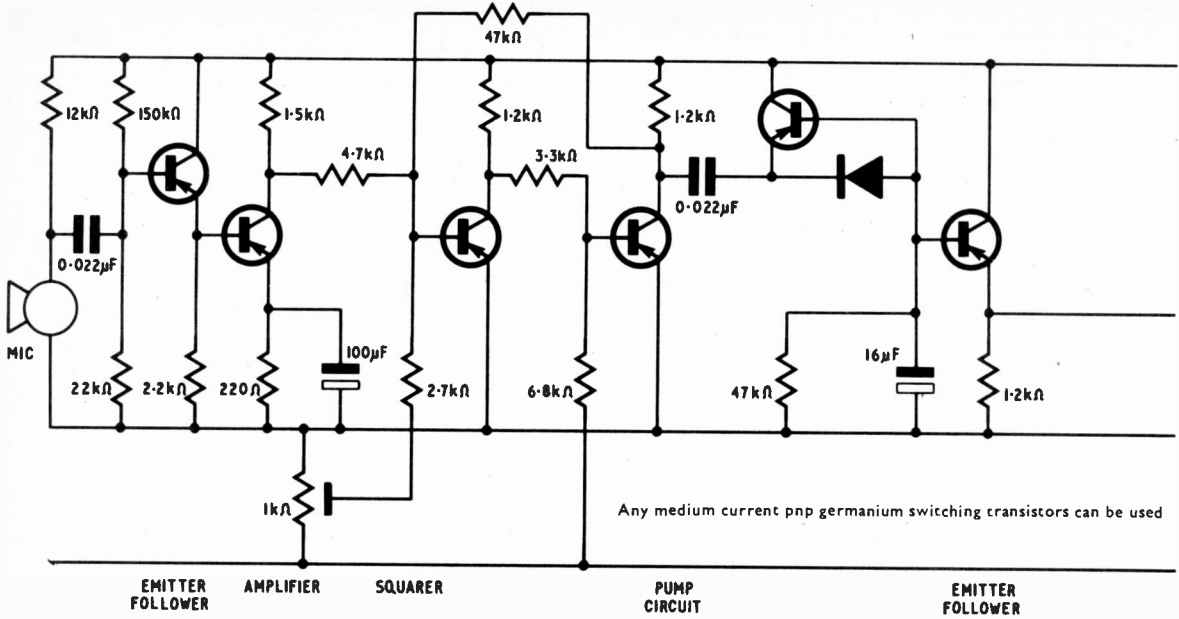 47kΩ
12kΩ
150kΩ
1·5kΩ
1·2kΩ
1·2kΩ
4·7kΩ
3·3kΩ
0·022µF
0·022µF
MIC
100µF
16µF
22kΩ
2·2kΩ
220Ω
2·7kΩ
6·8kΩ
47kΩ
1·2kΩ
1kΩ
Any medium current pnp germanium switching transistors can be used
EMITTER
FOLLOWER
AMPLIFIER
SQUARER
PUMP
CIRCUIT
EMITTER
FOLLOWER